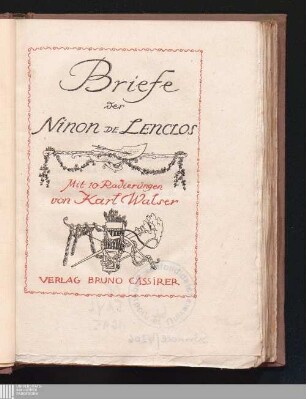 Briefe
der
NINON DE LENCLOS
Mit 10 Radierungen
von Karl Walser
VERLAG BRUNO CASSIRER